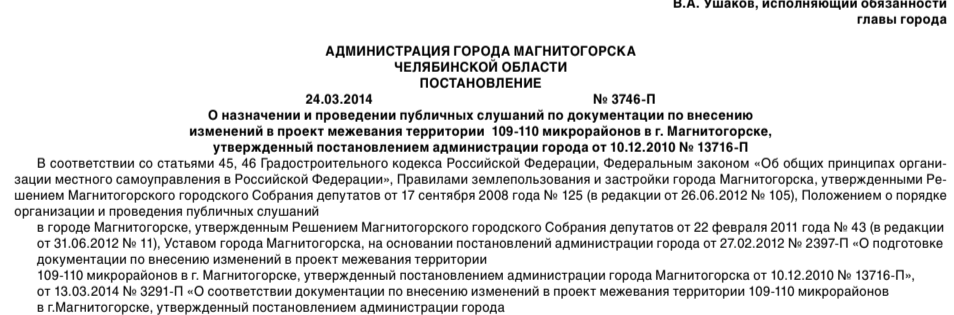 В.А. Ушаков, исполняющий обязанности
главы города
АДМИНИСТРАЦИЯ ГОРОДА МАГНИТОГОРСКА
ЧЕЛЯБИНСКОЙ ОБЛАСТИ
ПОСТАНОВЛЕНИЕ
24.03.2014 № 3746-П
О назначении и проведении публичных слушаний по документации по внесению
изменений в проект межевания территории 109-110 микрорайонов в г. Магнитогорске,
утвержденный постановлением администрации города от 10.12.2010 № 13716-П
В соответствии со статьями 45, 46 Градостроительного кодекса Российской Федерации, Федеральным законом «Об общих принципах органи-
зации местного самоуправления в Российской Федерации», Правилами землепользования и застройки города Магнитогорска, утвержденными Ре-
шением Магнитогорского городского Собрания депутатов от 17 сентября 2008 года № 125 (в редакции от 26.06.2012 № 105), Положением о порядке
организации и проведения публичных слушаний
в городе Магнитогорске, утвержденным Решением Магнитогорского городского Собрания депутатов от 22 февраля 2011 года № 43 (в редакции
от 31.06.2012 № 11), Уставом города Магнитогорска, на основании постановлений администрации города от 27.02.2012 № 2397-П «О подготовке
документации по внесению изменений в проект межевания территории
109-110 микрорайонов в г. Магнитогорске, утвержденный постановлением администрации города Магнитогорска от 10.12.2010 № 13716-П»,
от 13.03.2014 № 3291-П «О соответствии документации по внесению изменений в проект межевания территории 109-110 микрорайонов
в г.Магнитогорске, утвержденный постановлением администрации города